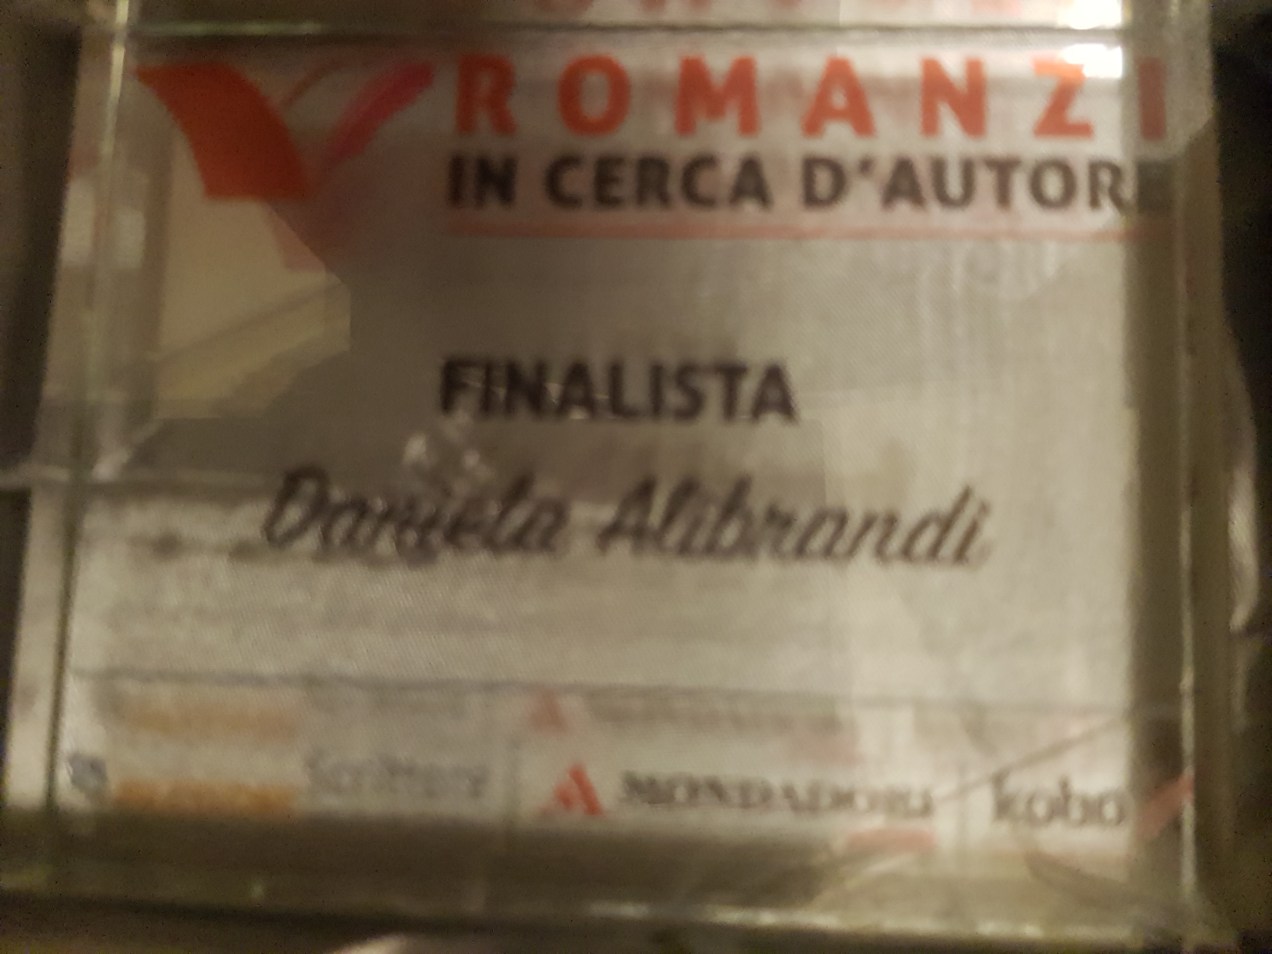 ROMANZI
IN CERCA D'AUTORE
FINALISTA
Daniela Alibrandi
MONDADORI
kobo